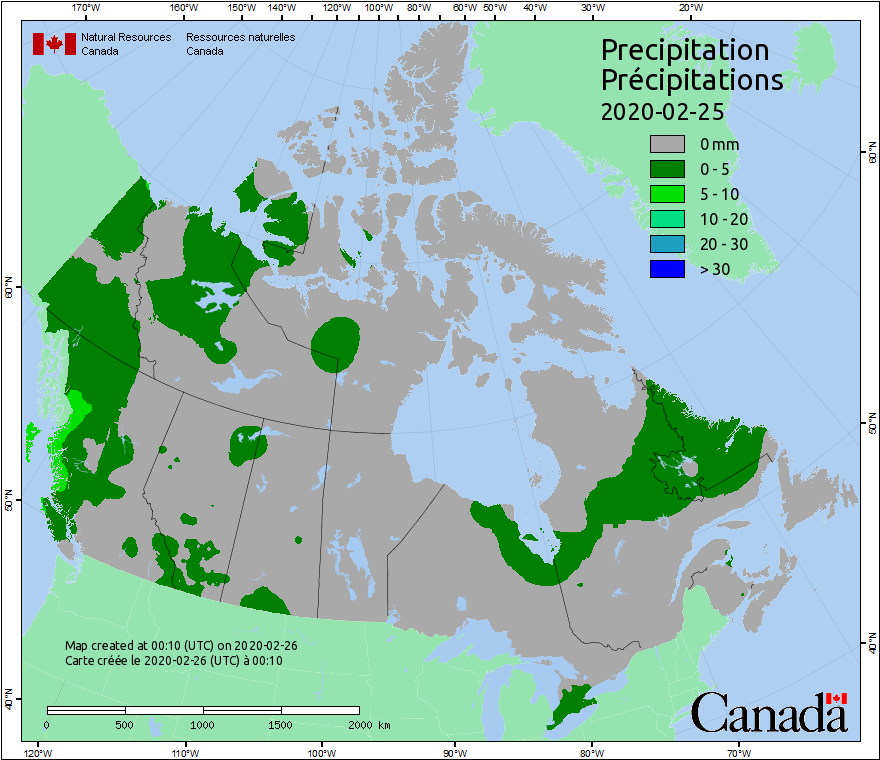 170°W 160°W 150°W 140°W 120°W 100°W 80°W 60°W 50°W 40°W 30°W 20°W
Natural Resources Ressources naturelles
Canada Canada
Precipitation
Précipitations
2020-02-25
0 mm
0 - 5
5 - 10
10 - 20
20 - 30
> 30
60°N
60°N
50°N
50°N
40°N
40°N
Map created at 00:10 (UTC) on 2020-02-26
Carte créée le 2020-02-26 (UTC) à 00:10
0 500 1000 1500 2000 km
Canada
120°W 110°W 100°W 90°W 80°W 70°W